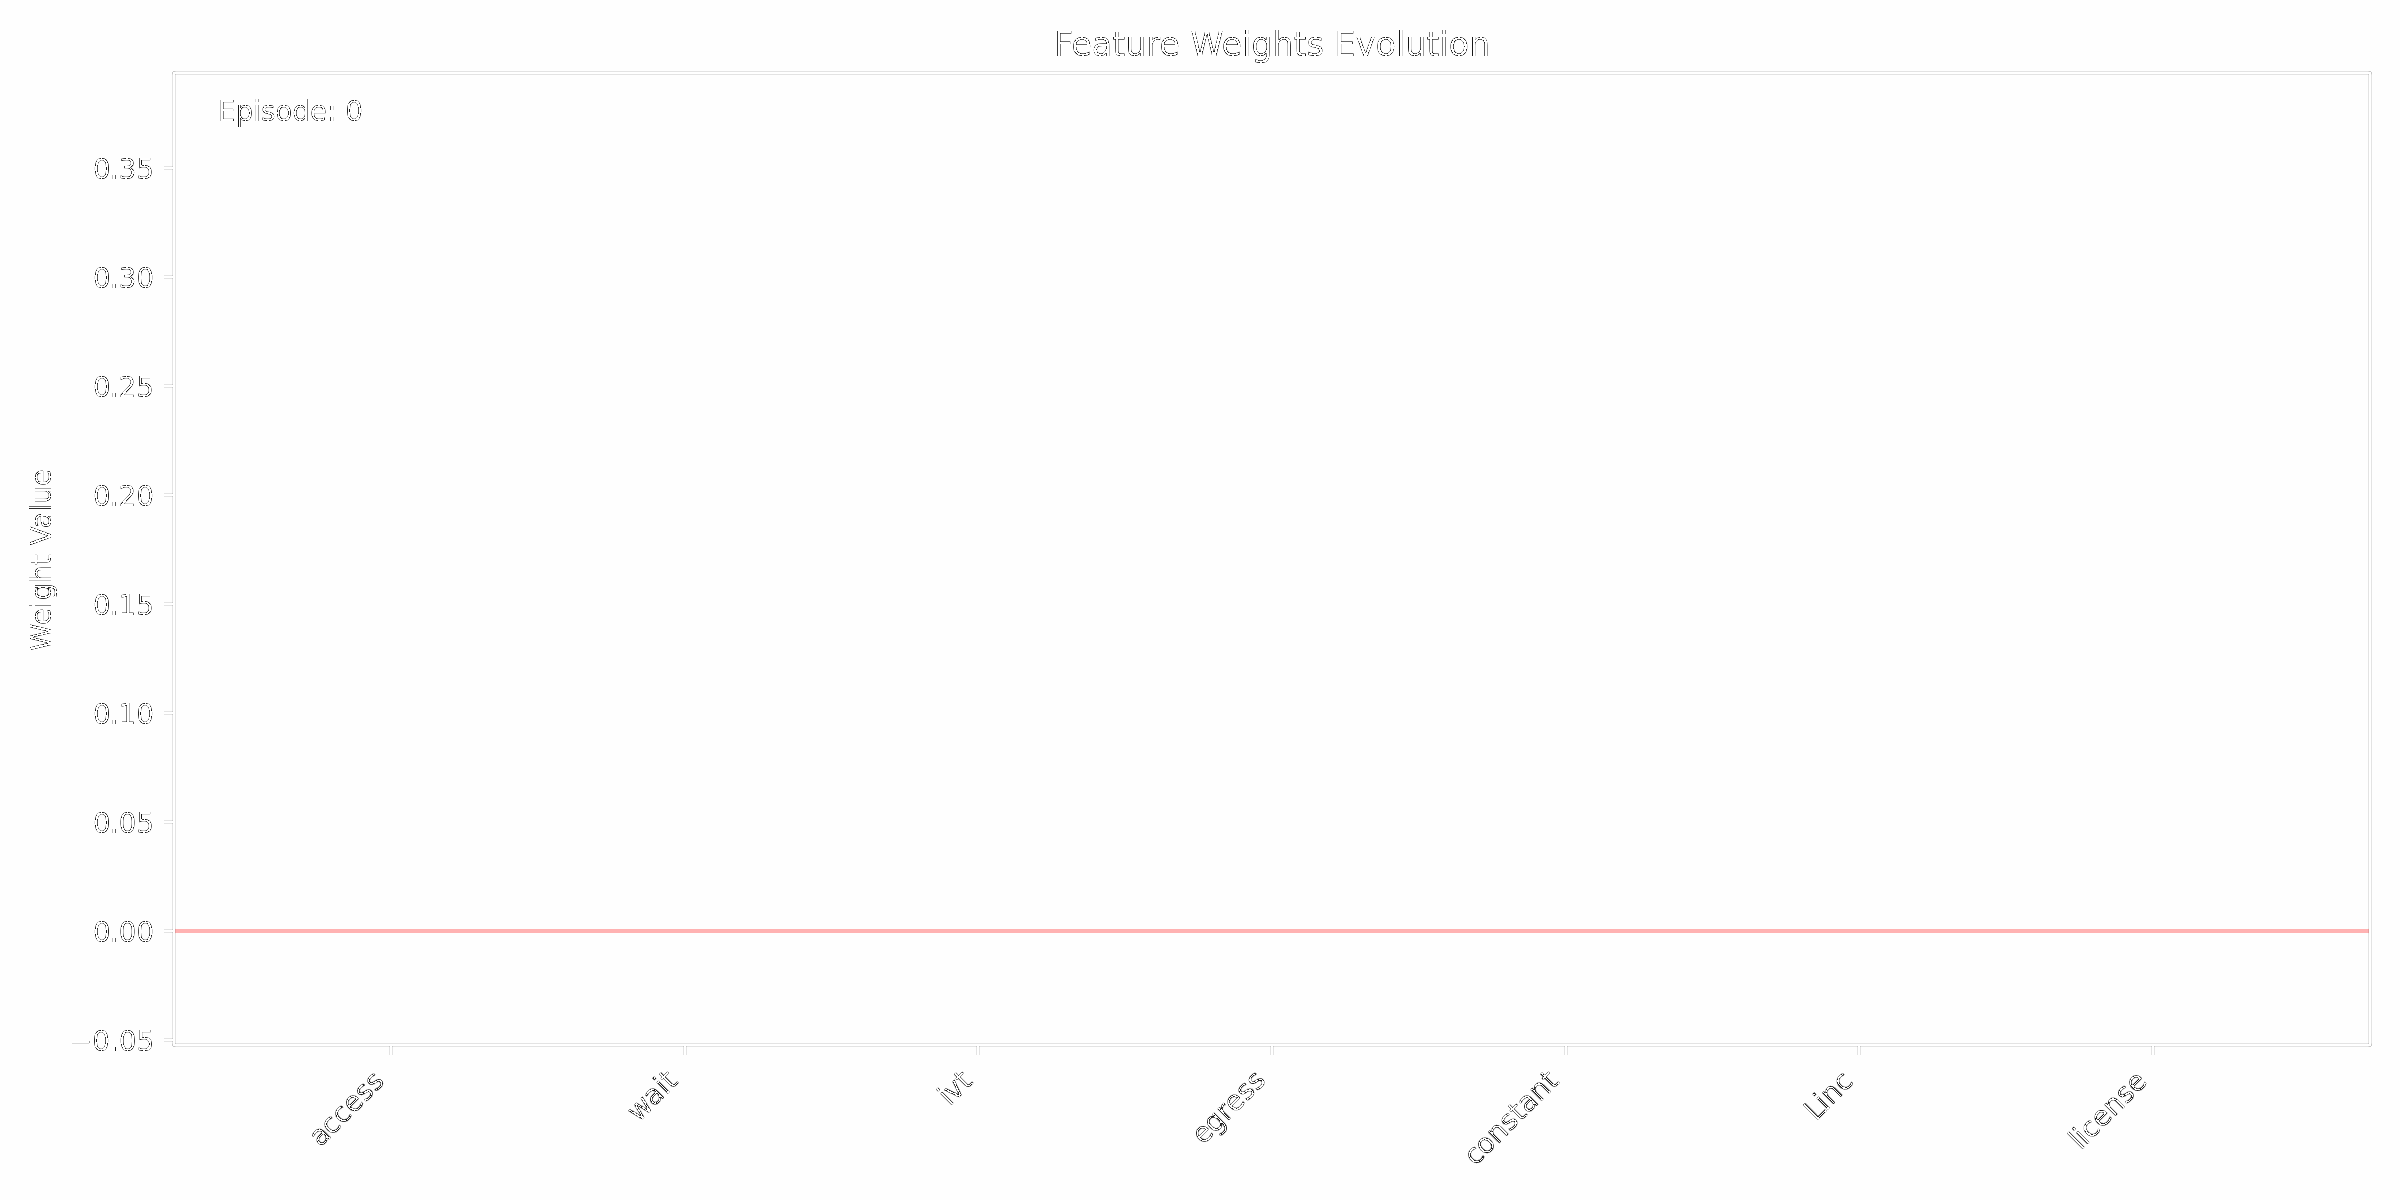 Feature Weights Evolution
Episode: 0
0.35
0.30
0.25
0.20
0.15
0.10
0.05
0.00
−0.05
Weight Value
access
wait
ivt
egress
constant
Linc
license